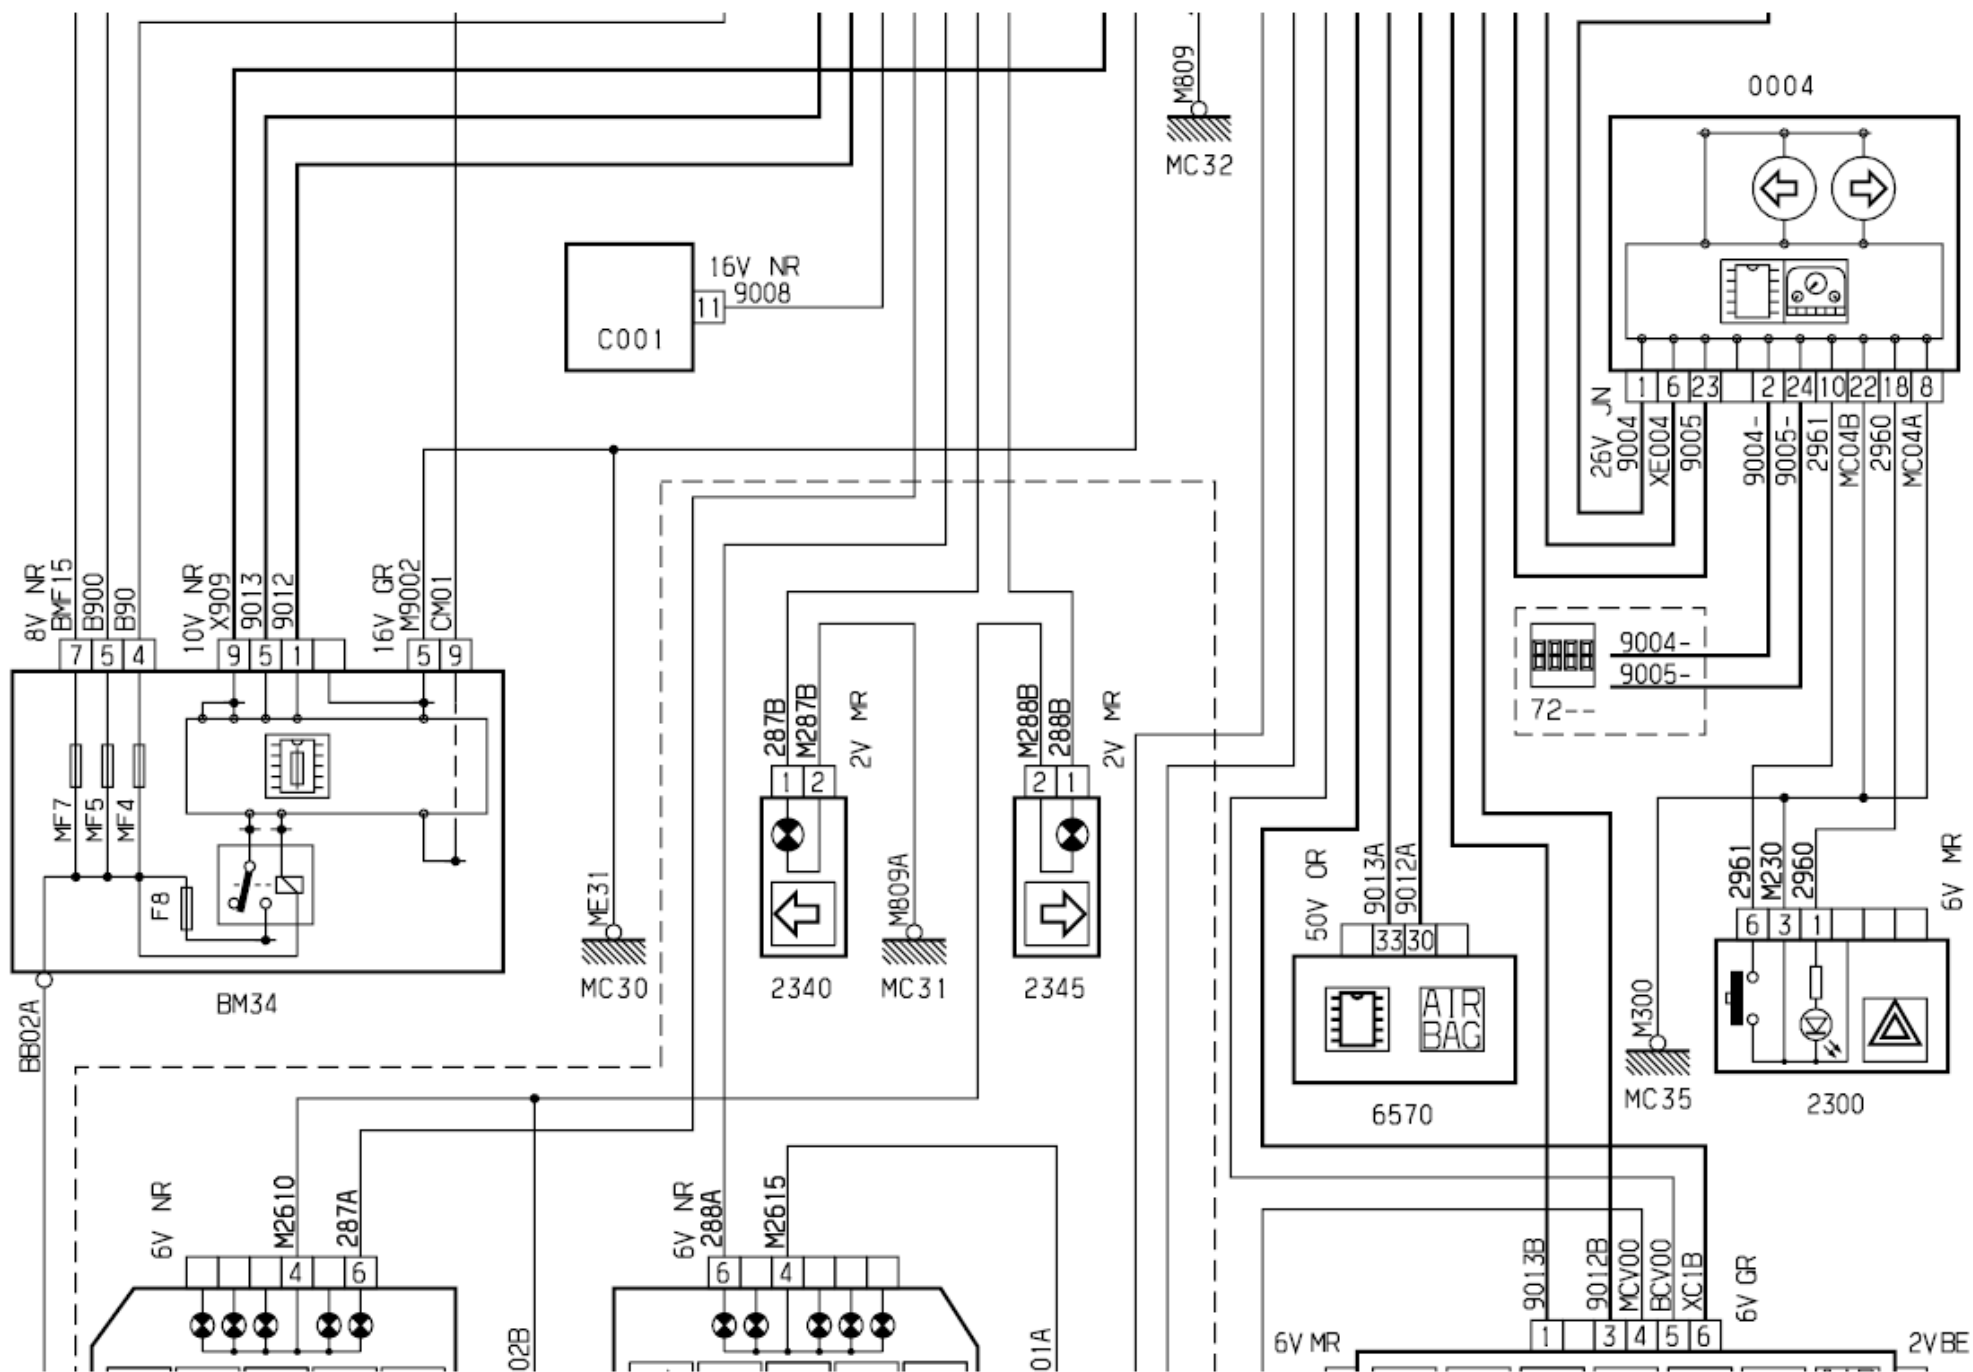 M809
MC32
0004
16V NR
9008
11
C001
1 6 23 2 24 10 22 18 8
26V JN
9004
XE004
9005
9004-
9005-
2961
MC04B
2960
MC04A
8V NR
BMF15
B900
B90
10V NR
X909
9013
9012
16V GR
M9002
CM01
7 5 4
9 5 1
5 9
9004-
9005-
72--
287B
M287B
2V MR
M288B
288B
2V MR
1 2
2 1
MF7
MF5
MF4
F8
BM34
BB02A
ME31
MC30
2340
M809A
MC31
2345
50V OR
9013A
9012A
33 30
AIR
BAG
6570
2961
M230
2960
6V MR
6 3 1
M300
MC35
2300
6V NR
M2610
287A
4 6
02B
6V NR
288A
M2615
6 4
01A
9013B
9012B
MCV00
BCV00
XC1B
6V GR
6V MR
1 3 4 5 6
2V BE